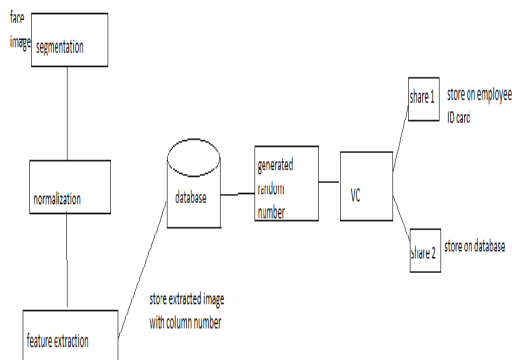 face
image
segmentation
normalization
feature extraction
store extracted image
with column number
database
generated
random
number
VC
share 1
store on employee
ID card
share 2
store on database